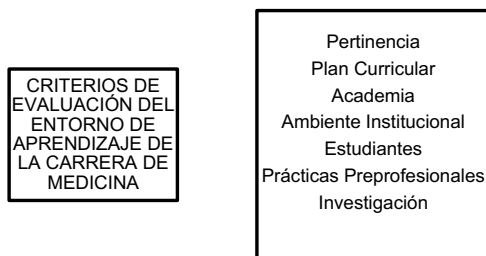 CRITERIOS DE
EVALUACIÓN DEL
ENTORNO DE
APRENDIZAJE DE
LA CARRERA DE
MEDICINA
Pertinencia
Plan Curricular
Academia
Ambiente Institucional
Estudiantes
Prácticas Preprofesionales
Investigación